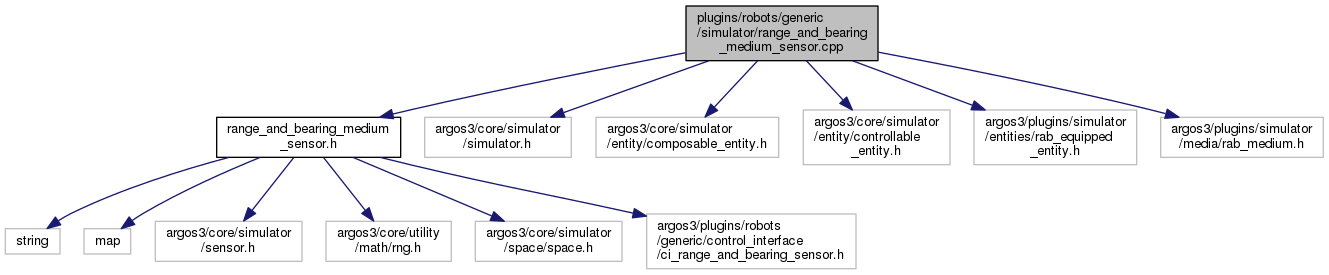 plugins/robots/generic
/simulator/range_and_bearing
_medium_sensor.cpp
range_and_bearing_medium
_sensor.h
argos3/core/simulator
/simulator.h
argos3/core/simulator
/entity/composable_entity.h
argos3/core/simulator
/entity/controllable
_entity.h
argos3/plugins/simulator
/entities/rab_equipped
_entity.h
argos3/plugins/simulator
/media/rab_medium.h
string
map
argos3/core/simulator
/sensor.h
argos3/core/utility
/math/rng.h
argos3/core/simulator
/space/space.h
argos3/plugins/robots
/generic/control_interface
/ci_range_and_bearing_sensor.h